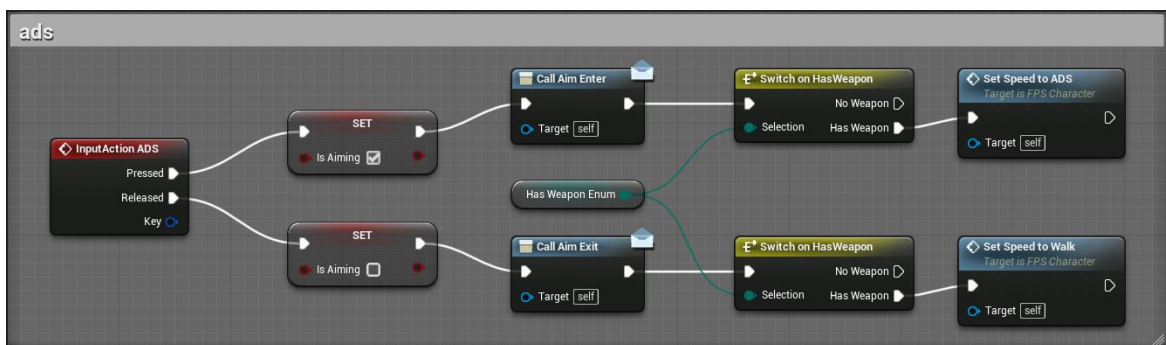 ads
InputAction ADS
Pressed
Released
Key
SET
Is Aiming
Call Aim Enter
Target self
Switch on HasWeapon
No Weapon
Selection Has Weapon
Set Speed to ADS
Target is FPS Character
Target self
Has Weapon Enum
SET
Is Aiming
Call Aim Exit
Target self
Switch on HasWeapon
No Weapon
Selection Has Weapon
Set Speed to Walk
Target is FPS Character
Target self